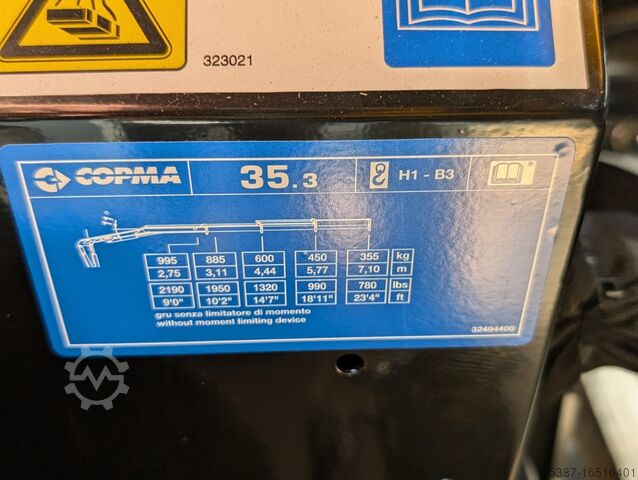 323021
COPMA 35.3 H1 - B3
995 885 600 450 355 kg
2,75 3,11 4,44 5,77 7,10 m
2190 1950 1320 990 780 lbs
9'0" 10'2" 14'7" 18'11" 23'4" ft
gru senza limitatore di momento
without moment limiting device
32494400
5387-16516401